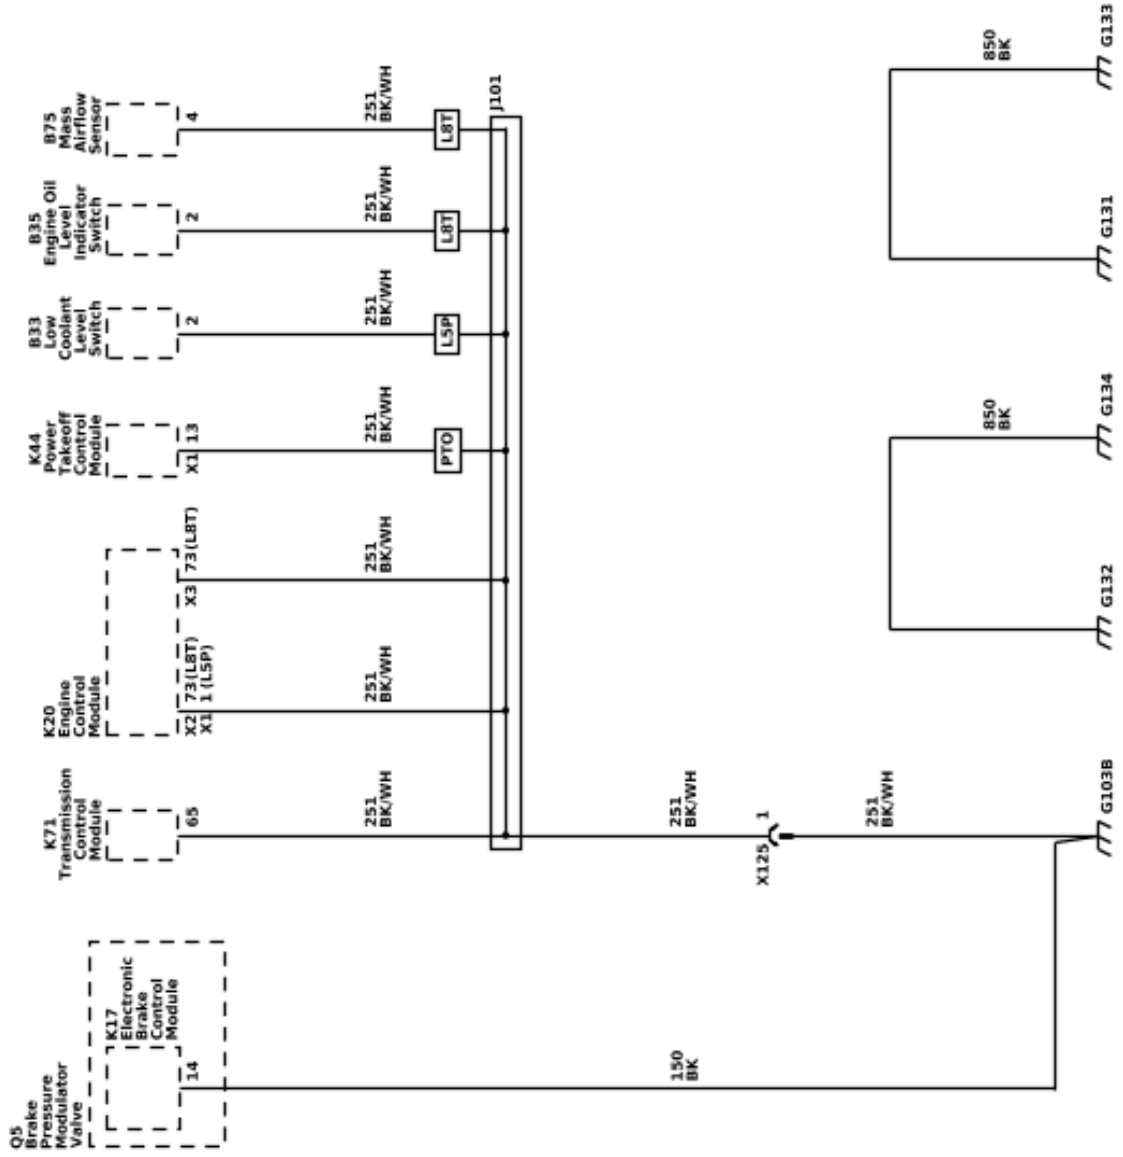 Q5
Brake
Pressure
Modulator
Valve
K17
Electronic
Brake
Control
Module
14
150
BK
K71
Transmission
Control
Module
65
251
BK/WH
251
BK/WH
X125
1
251
BK/WH
G103B
K20
Engine
Control
Module
X2 73(L8T)
X1 1 (L5P)
251
BK/WH
X3 73(L8T)
251
BK/WH
K44
Power
Takeoff
Control
Module
X1 13
251
BK/WH
PTO
B33
Low
Coolant
Level
Switch
2
251
BK/WH
L5P
B35
Engine Oil
Level
Indicator
Switch
2
251
BK/WH
L8T
B75
Mass
Airflow
Sensor
4
251
BK/WH
L8T
J101
G132
850
BK
G134
G131
850
BK
G133